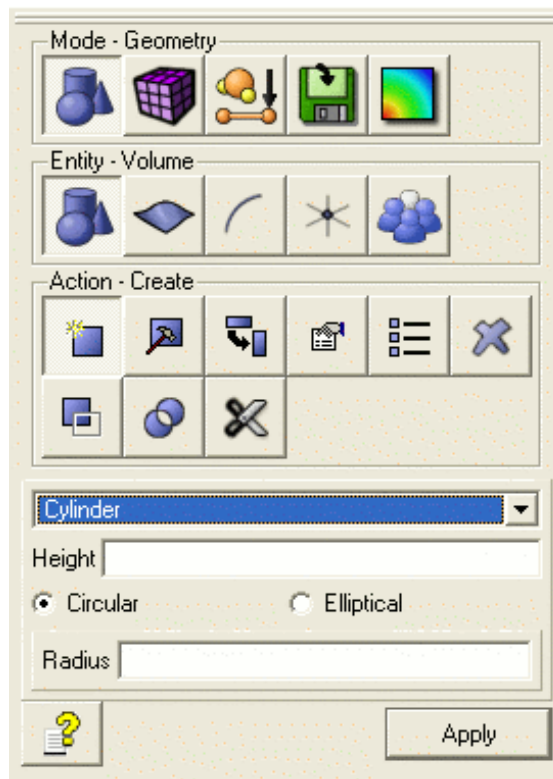 Mode - Geometry
Entity - Volume
Action - Create
Cylinder
Height
Circular
Elliptical
Radius
Apply